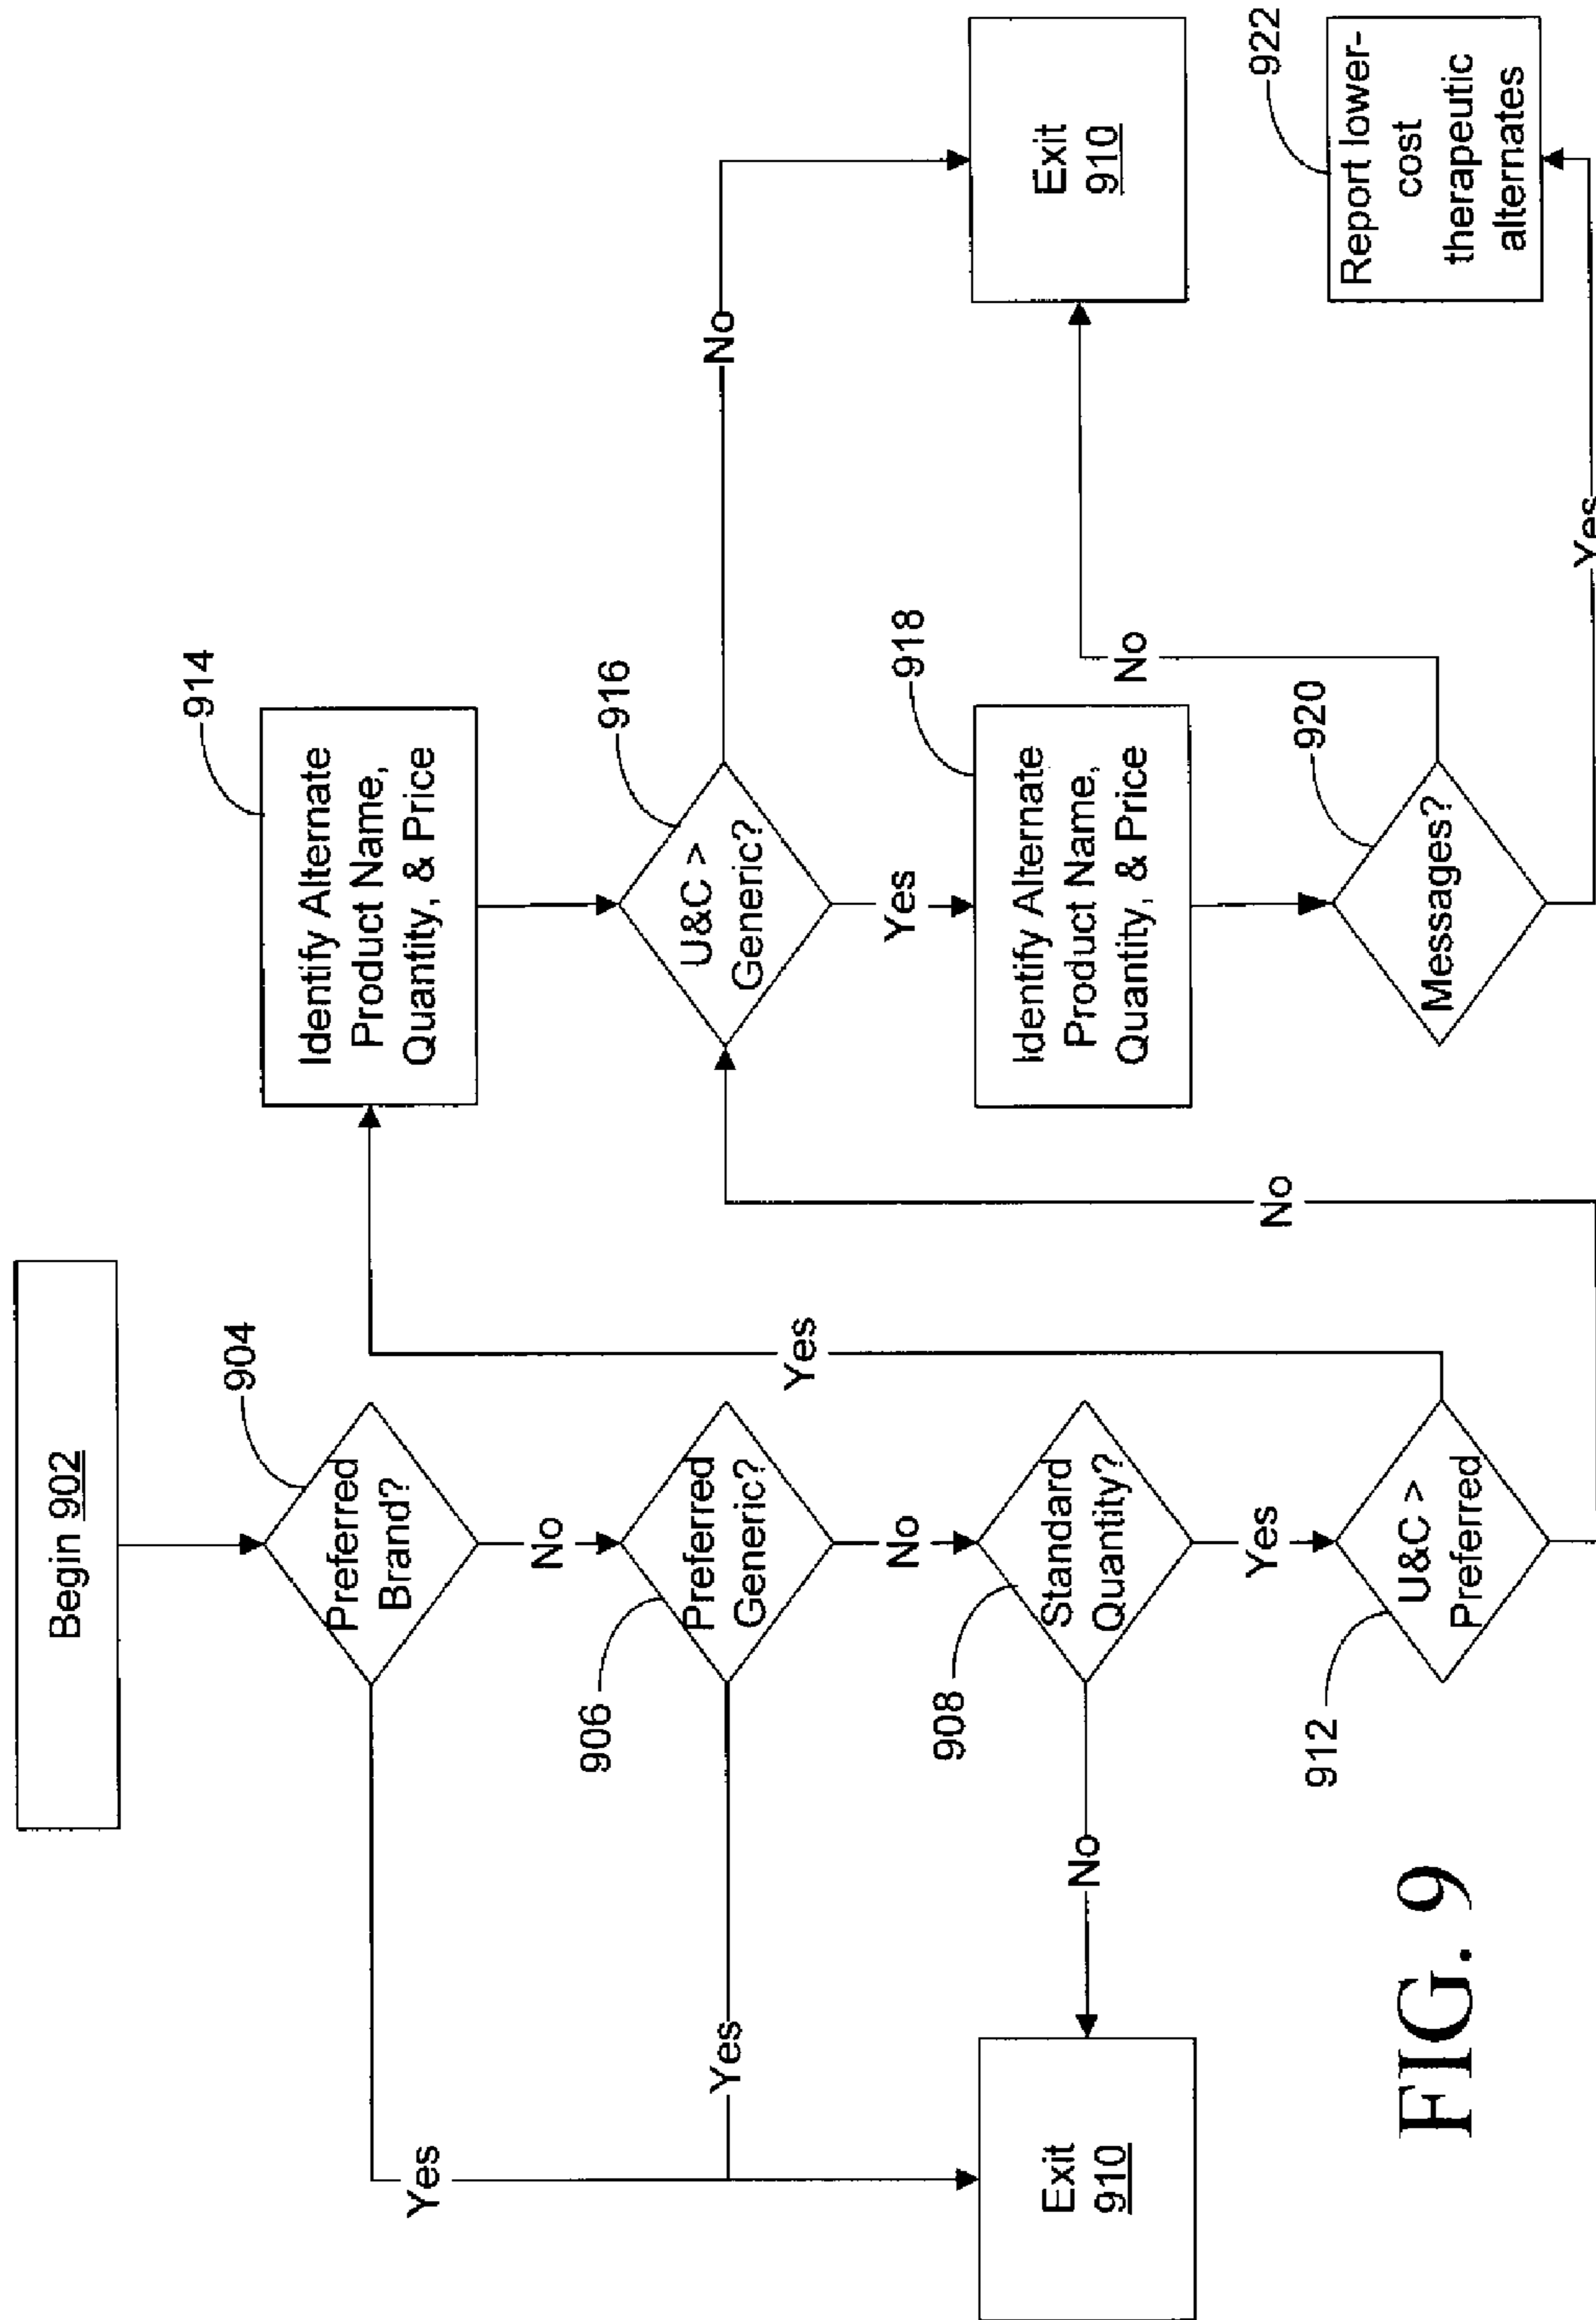 Begin 902
904
Preferred
Brand?
Yes
No
906
Preferred
Generic?
Yes
No
908
Standard
Quantity?
No
Exit
910
Yes
912
U&C >
Preferred
Yes
No
914
Identify Alternate
Product Name,
Quantity, & Price
916
U&C >
Generic?
No
Yes
918
Identify Alternate
Product Name,
Quantity, & Price
920
Messages?
No
Exit
910
Yes
922
Report lower-
cost
therapeutic
alternates
FIG. 9